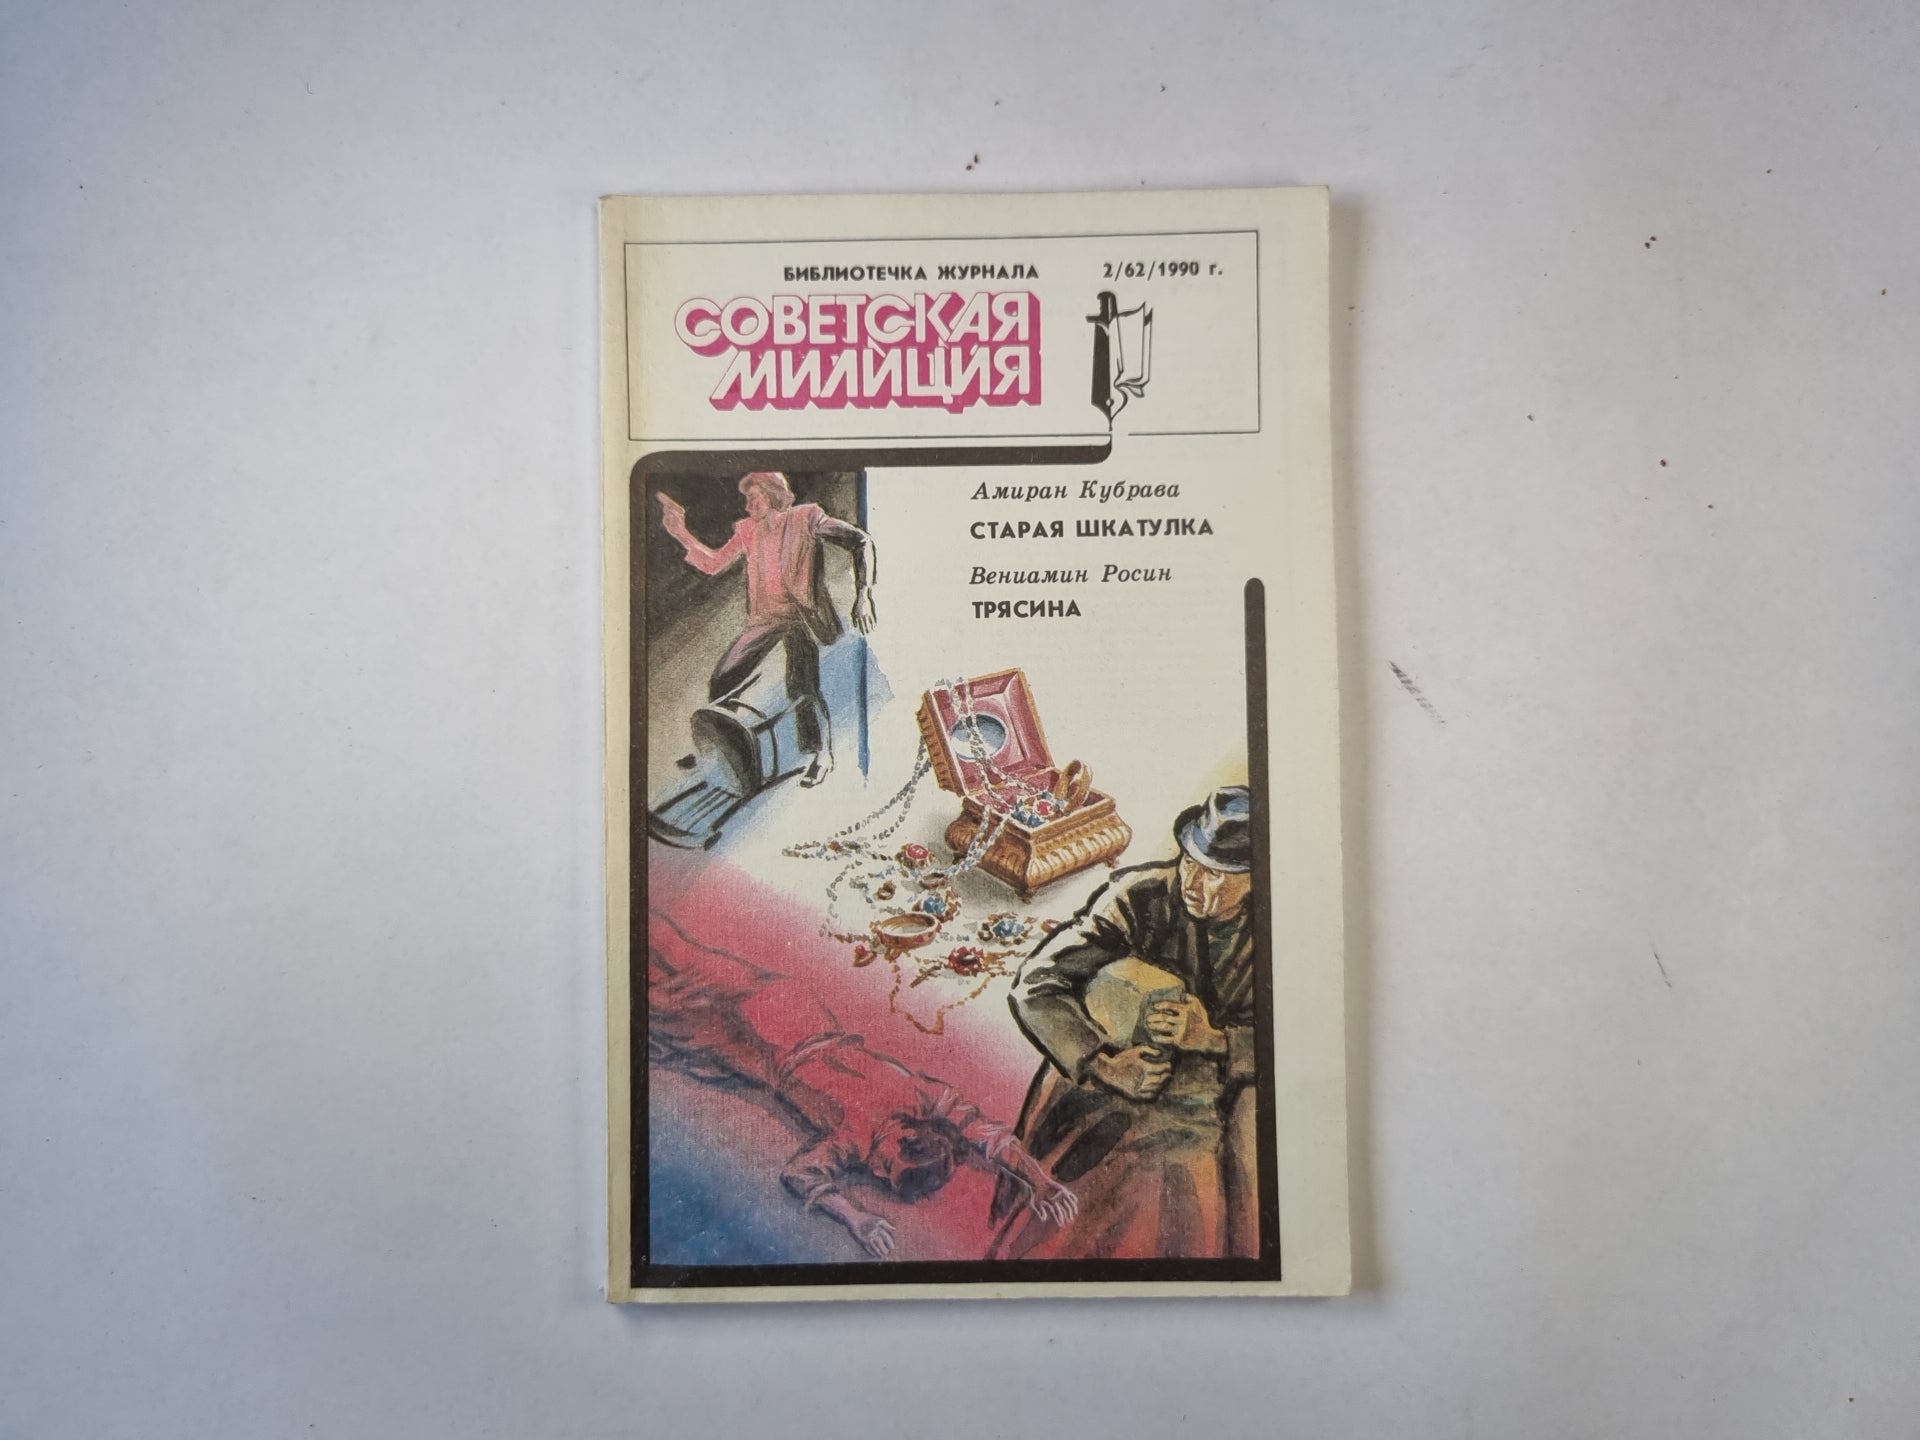 БИБЛИОТЕЧКА ЖУРНАЛА 2/62/1990 г.
СОВЕТСКАЯ
МИЛИЦИЯ
Амиран Кубрава
СТАРАЯ ШКАТУЛКА
Вениамин Росин
ТРЯСИНА